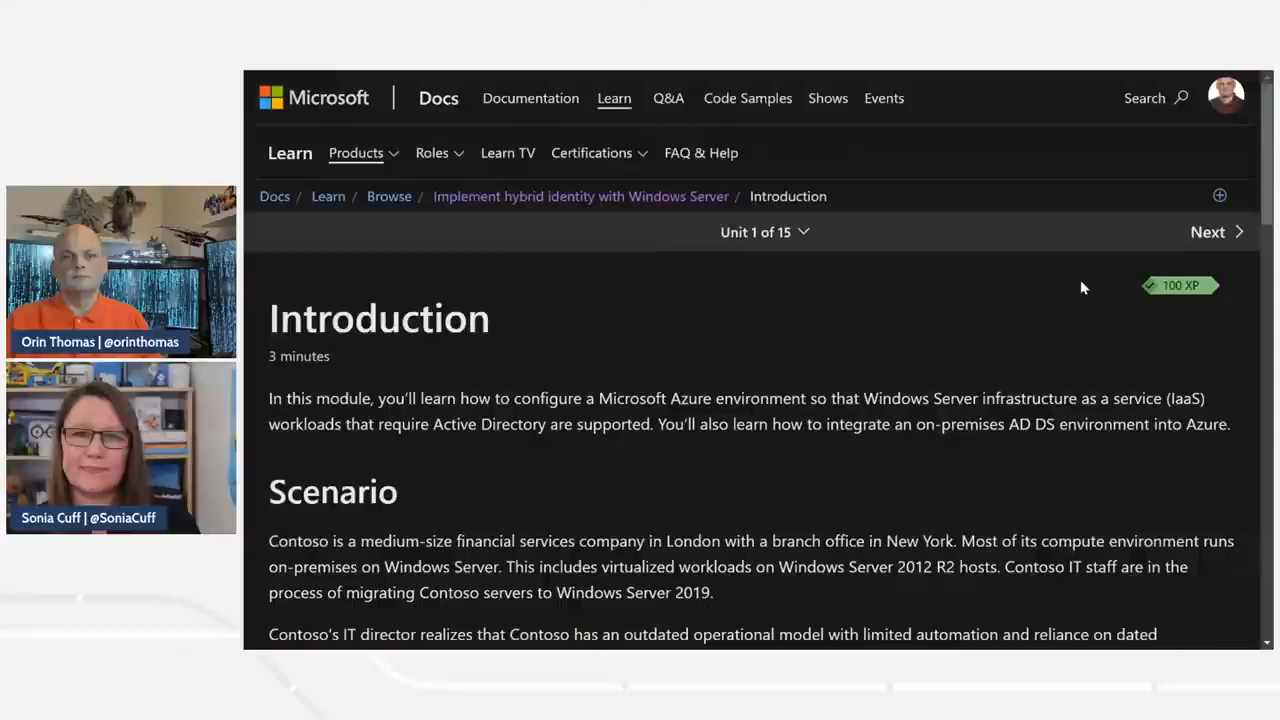 Microsoft | Docs Documentation Learn Q&A Code Samples Shows Events Search
Learn Products Roles Learn TV Certifications FAQ & Help
Docs / Learn / Browse / Implement hybrid identity with Windows Server / Introduction
Unit 1 of 15 Next
100 XP
Introduction
3 minutes
In this module, you'll learn how to configure a Microsoft Azure environment so that Windows Server infrastructure as a service (IaaS)
workloads that require Active Directory are supported. You'll also learn how to integrate an on-premises AD DS environment into Azure.
Scenario
Contoso is a medium-size financial services company in London with a branch office in New York. Most of its compute environment runs
on-premises on Windows Server. This includes virtualized workloads on Windows Server 2012 R2 hosts. Contoso IT staff are in the
process of migrating Contoso servers to Windows Server 2019.
Contoso's IT director realizes that Contoso has an outdated operational model with limited automation and reliance on dated
Orin Thomas | @orinthomas
Sonia Cuff | @SoniaCuff